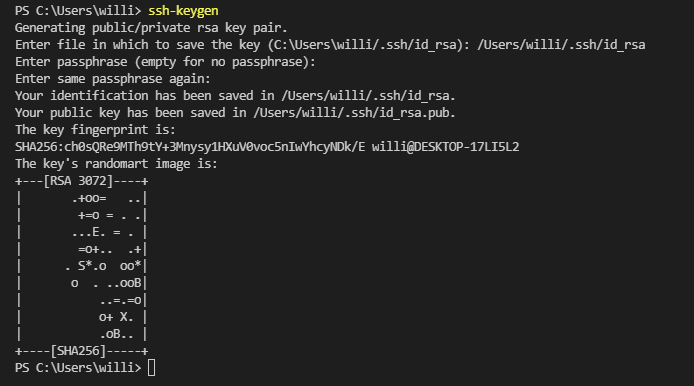 PS C:\Users\willi> ssh-keygen
Generating public/private rsa key pair.
Enter file in which to save the key (C:\Users\willi/.ssh/id_rsa): /Users/willi/.ssh/id_rsa
Enter passphrase (empty for no passphrase):
Enter same passphrase again:
Your identification has been saved in /Users/willi/.ssh/id_rsa.
Your public key has been saved in /Users/willi/.ssh/id_rsa.pub.
The key fingerprint is:
SHA256:ch0sQRe9MTh9tY+3Mnysy1HXuV0voc5nIwYhcyNDk/E willi@DESKTOP-17LI5L2
The key's randomart image is:
+---[RSA 3072]----+
|       .+oo=   ..|
|        +=o = . .|
|       ...E. = . |
|        =o+..  .+|
|      . S*.o  oo*|
|       o  . ..ooB|
|           ..=.=o|
|           o+ X. |
|           .oB.. |
+----[SHA256]-----+
PS C:\Users\willi>